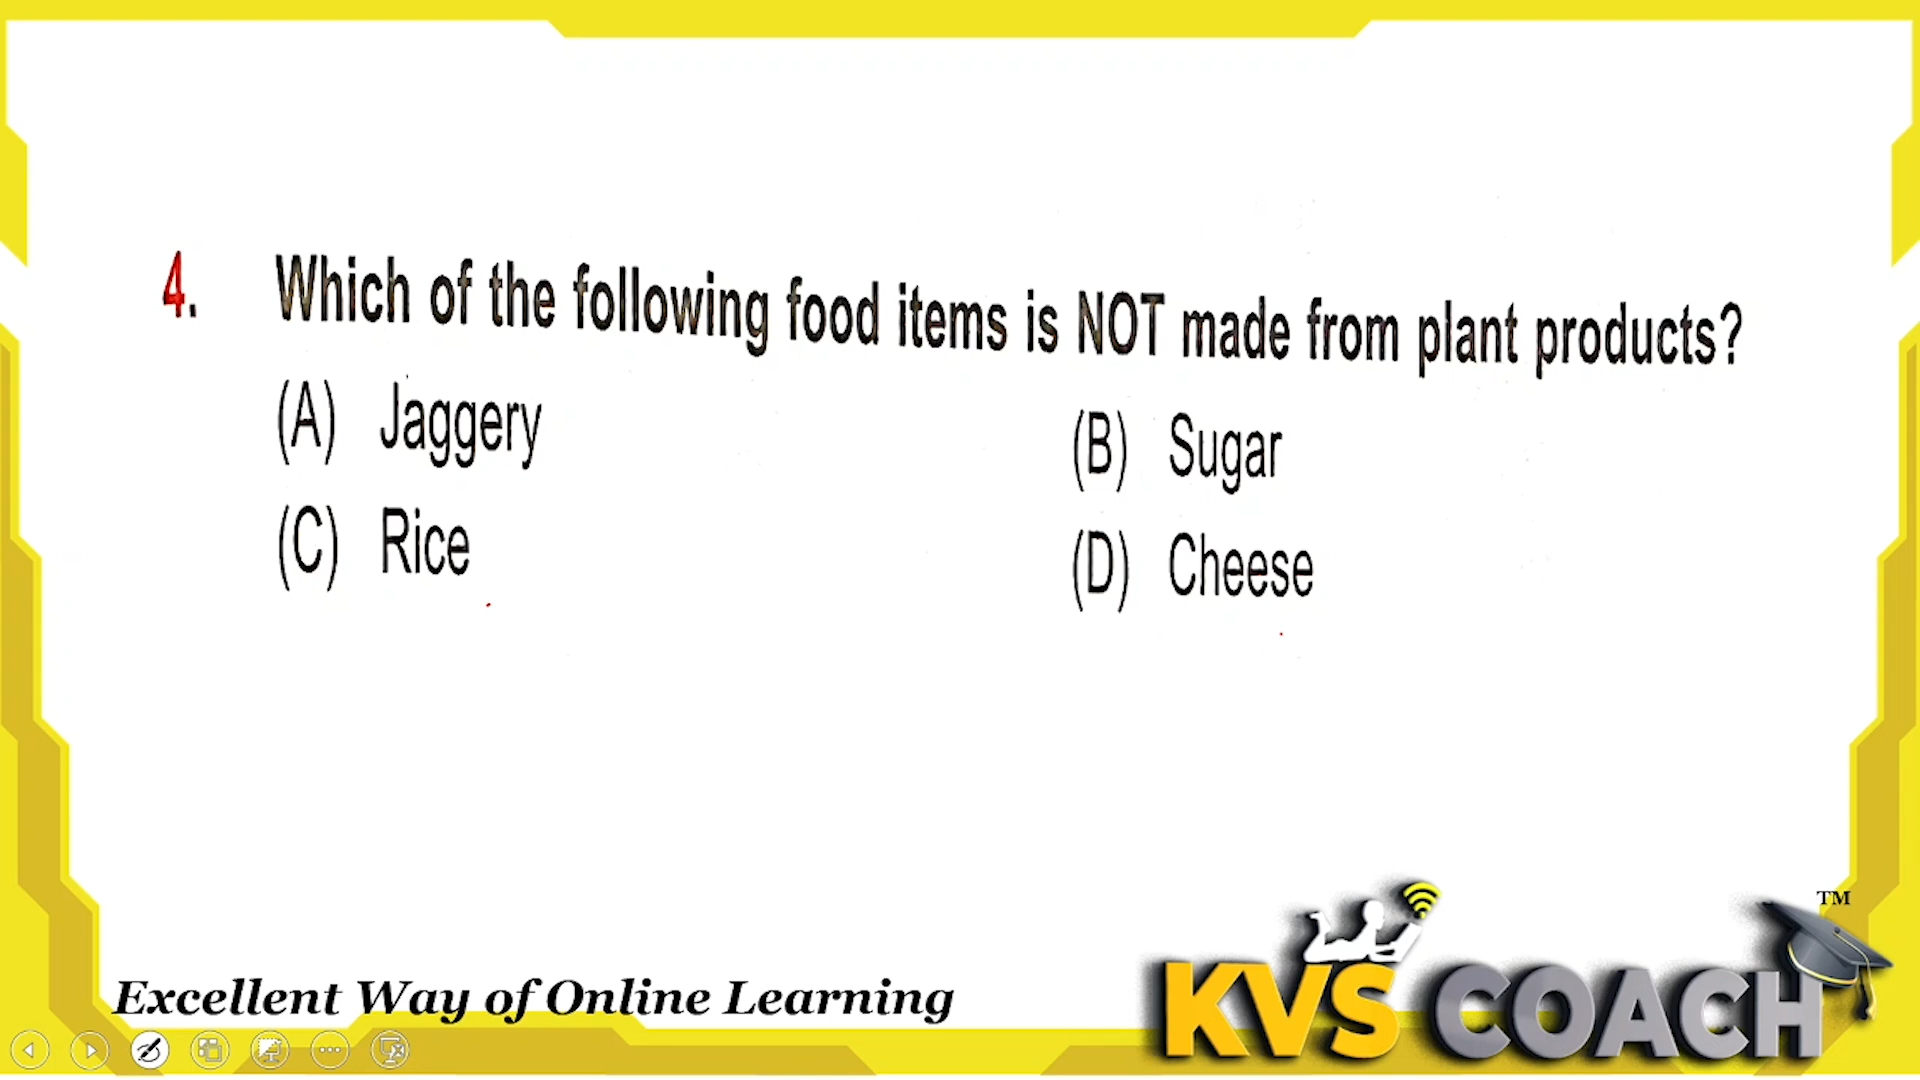 4. Which of the following food items is NOT made from plant products?
(A) Jaggery (B) Sugar
(C) Rice (D) Cheese
TM
KVS COACH
Excellent Way of Online Learning